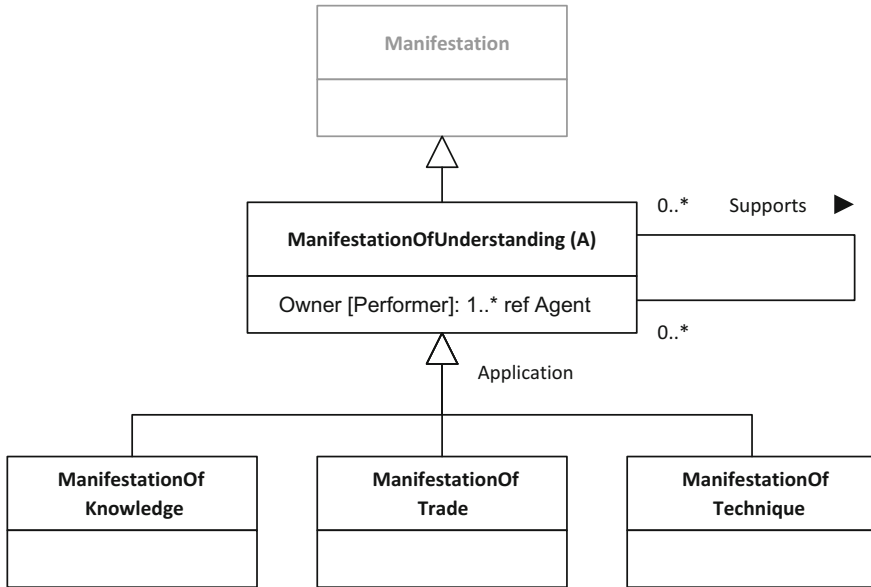 Manifestation
0..* Supports ►
ManifestationOfUnderstanding (A)
Owner [Performer]: 1..* ref Agent
0..*
Application
ManifestationOf
Knowledge
ManifestationOf
Trade
ManifestationOf
Technique